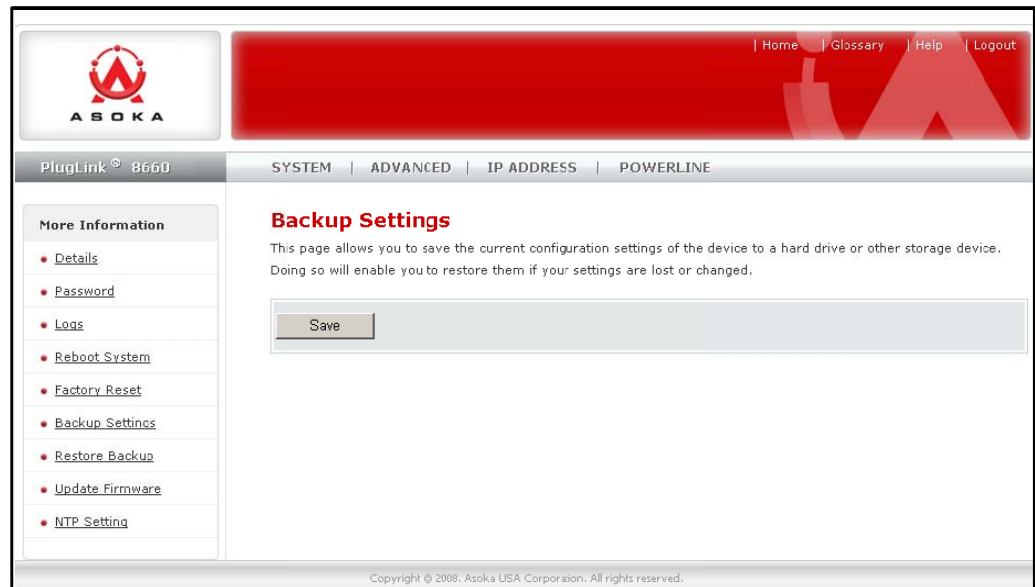 | Home | Glossary | Help | Logout
ASOKA
PlugLink ® 8660
SYSTEM | ADVANCED | IP ADDRESS | POWERLINE
More Information
Details
Password
Logs
Reboot System
Factory Reset
Backup Settings
Restore Backup
Update Firmware
NTP Setting
Backup Settings
This page allows you to save the current configuration settings of the device to a hard drive or other storage device.
Doing so will enable you to restore them if your settings are lost or changed.
Save
Copyright © 2008. Asoka USA Corporaion. All rights reserved.